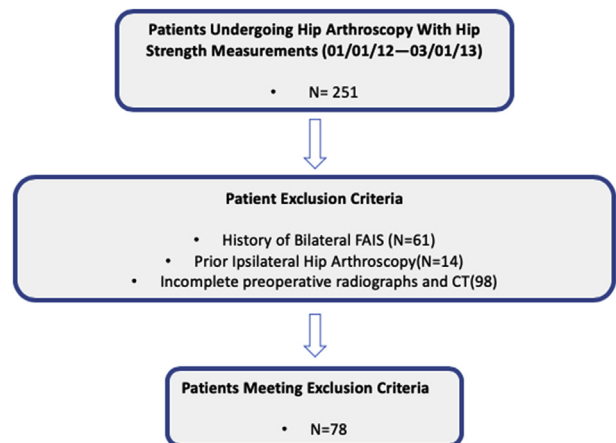 Patients Undergoing Hip Arthroscopy With Hip
Strength Measurements (01/01/12—03/01/13)
• N= 251
Patient Exclusion Criteria
• History of Bilateral FAIS (N=61)
• Prior Ipsilateral Hip Arthroscopy(N=14)
• Incomplete preoperative radiographs and CT(98)
Patients Meeting Exclusion Criteria
• N=78